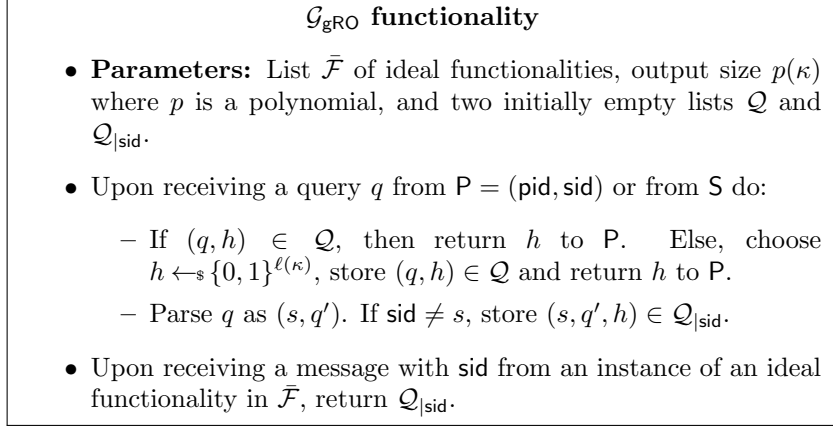 𝒢gRO functionality
• Parameters: List ℱ̄ of ideal functionalities, output size p(κ)
where p is a polynomial, and two initially empty lists 𝒬 and
𝒬|sid.
• Upon receiving a query q from P = (pid, sid) or from S do:
– If (q, h) ∈ 𝒬, then return h to P. Else, choose
h ←$ {0, 1}^ℓ(κ), store (q, h) ∈ 𝒬 and return h to P.
– Parse q as (s, q′). If sid ≠ s, store (s, q′, h) ∈ 𝒬|sid.
• Upon receiving a message with sid from an instance of an ideal
functionality in ℱ̄, return 𝒬|sid.